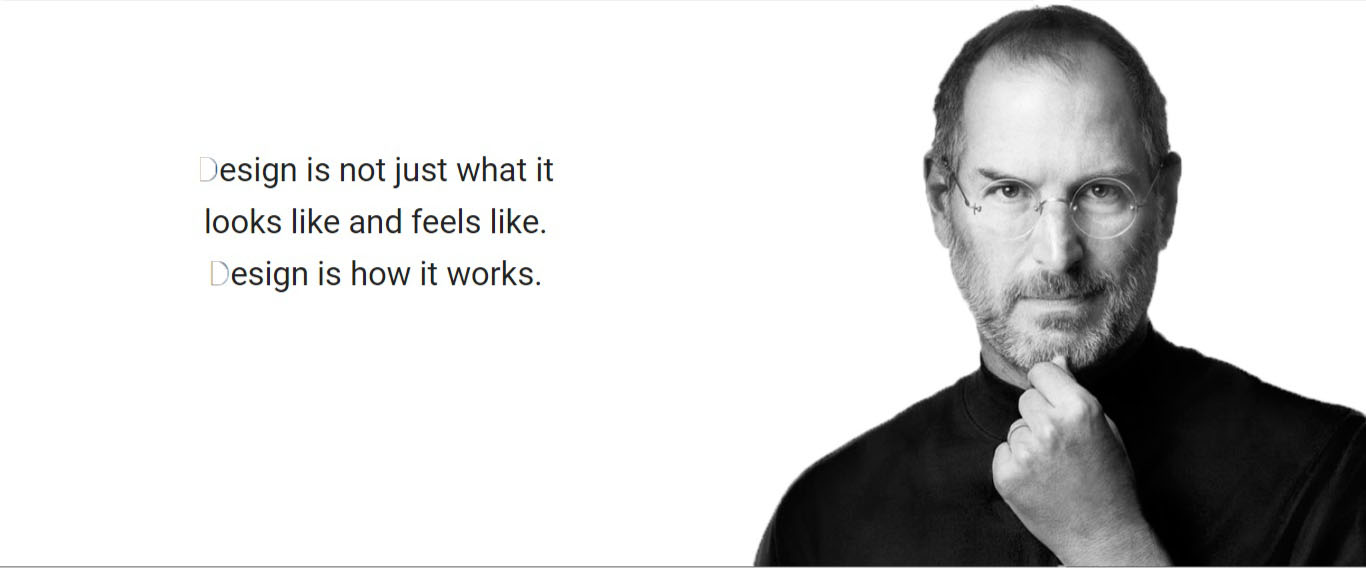 Design is not just what it
looks like and feels like.
Design is how it works.